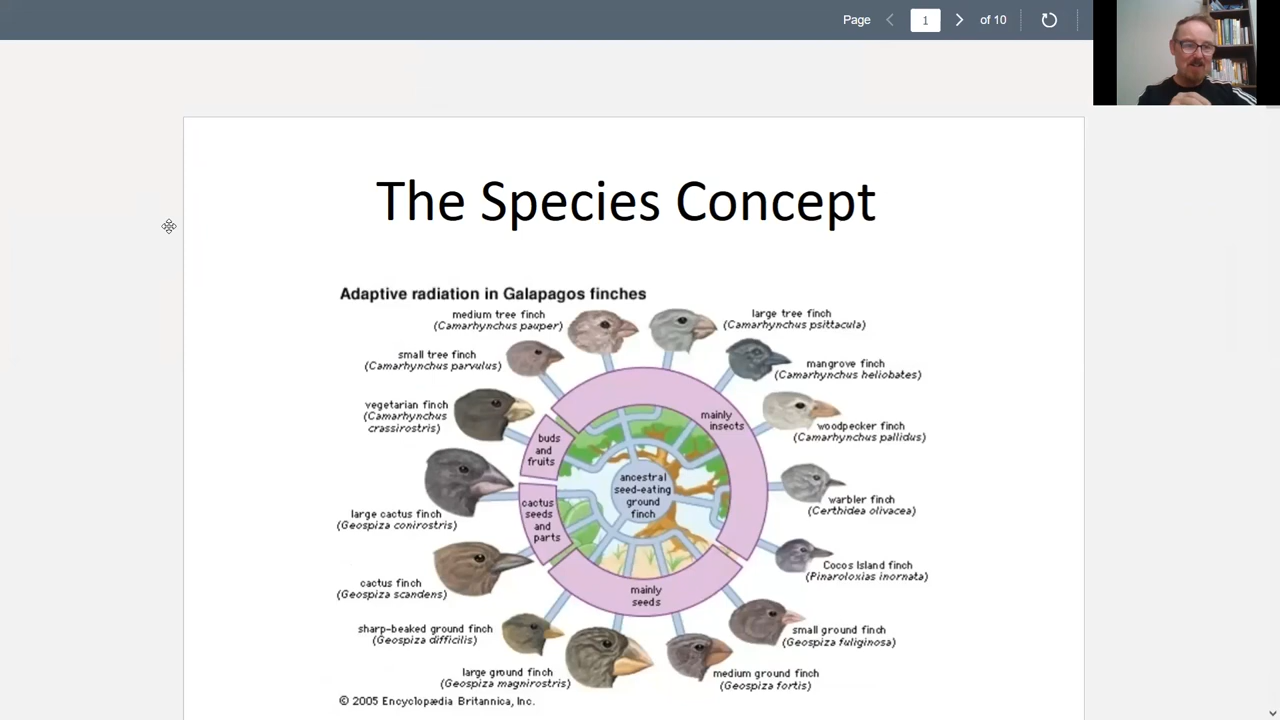 Page 1 of 10
The Species Concept
Adaptive radiation in Galapagos finches
medium tree finch
(Camarhynchus pauper)
large tree finch
(Camarhynchus psittacula)
small tree finch
(Camarhynchus parvulus)
mangrove finch
(Camarhynchus heliobates)
vegetarian finch
(Camarhynchus
crassirostris)
mainly
insects
woodpecker finch
(Camarhynchus pallidus)
buds
and
fruits
ancestral
seed-eating
ground
finch
warbler finch
(Certhidea olivacea)
large cactus finch
(Geospiza conirostris)
cactus
seeds
and
parts
Cocos Island finch
(Pinaroloxias inornata)
cactus finch
(Geospiza scandens)
mainly
seeds
sharp-beaked ground finch
(Geospiza difficilis)
small ground finch
(Geospiza fuliginosa)
large ground finch
(Geospiza magnirostris)
medium ground finch
(Geospiza fortis)
© 2005 Encyclopædia Britannica, Inc.